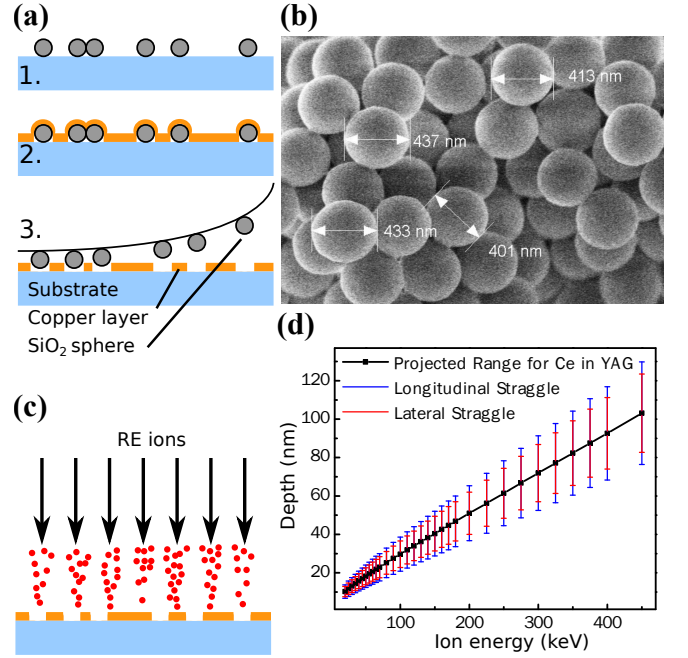 (a)
1.
2.
3.
Substrate
Copper layer
SiO₂ sphere
(b)
413 nm
437 nm
433 nm
401 nm
(c)
RE ions
(d)
Projected Range for Ce in YAG
Longitudinal Straggle
Lateral Straggle
Depth (nm)
120
100
80
60
40
20
100 200 300 400
Ion energy (keV)